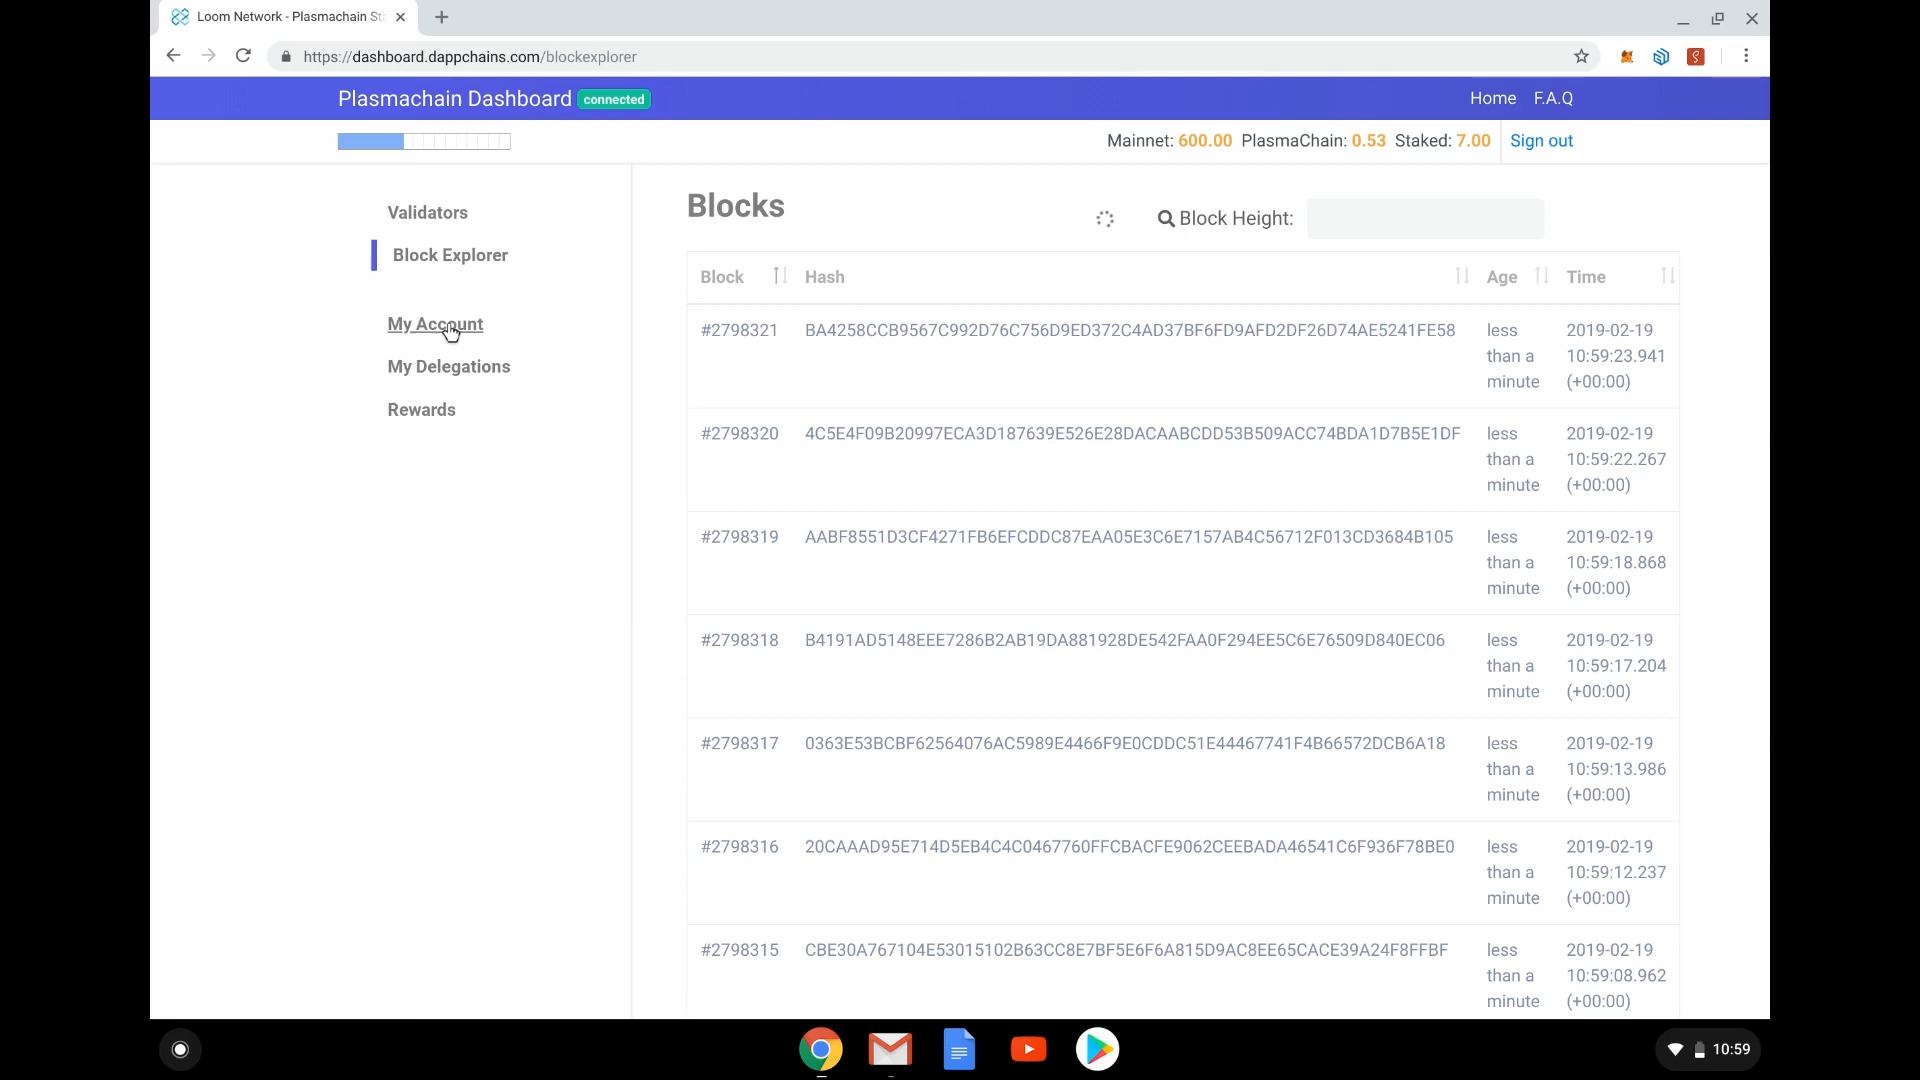 Loom Network - Plasmachain Sta
https://dashboard.dappchains.com/blockexplorer
Plasmachain Dashboard connected
Home F.A.Q
Mainnet: 600.00 PlasmaChain: 0.53 Staked: 7.00 Sign out
Validators
Block Explorer
My Account
My Delegations
Rewards
Blocks
Block Height:
Block Hash Age Time
#2798321 BA4258CCB9567C992D76C756D9ED372C4AD37BF6FD9AFD2DF26D74AE5241FE58 less 2019-02-19
than a 10:59:23.941
minute (+00:00)
#2798320 4C5E4F09B20997ECA3D187639E526E28DACAABCDD53B509ACC74BDA1D7B5E1DF less 2019-02-19
than a 10:59:22.267
minute (+00:00)
#2798319 AABF8551D3CF4271FB6EFCDDC87EAA05E3C6E7157AB4C56712F013CD3684B105 less 2019-02-19
than a 10:59:18.868
minute (+00:00)
#2798318 B4191AD5148EEE7286B2AB19DA881928DE542FAA0F294EE5C6E76509D840EC06 less 2019-02-19
than a 10:59:17.204
minute (+00:00)
#2798317 0363E53BCBF62564076AC5989E4466F9E0CDDC51E44467741F4B66572DCB6A18 less 2019-02-19
than a 10:59:13.986
minute (+00:00)
#2798316 20CAAAD95E714D5EB4C4C0467760FFCBACFE9062CEEBADA46541C6F936F78BE0 less 2019-02-19
than a 10:59:12.237
minute (+00:00)
#2798315 CBE30A767104E53015102B63CC8E7BF5E6F6A815D9AC8EE65CACE39A24F8FFBF less 2019-02-19
than a 10:59:08.962
minute (+00:00)
10:59